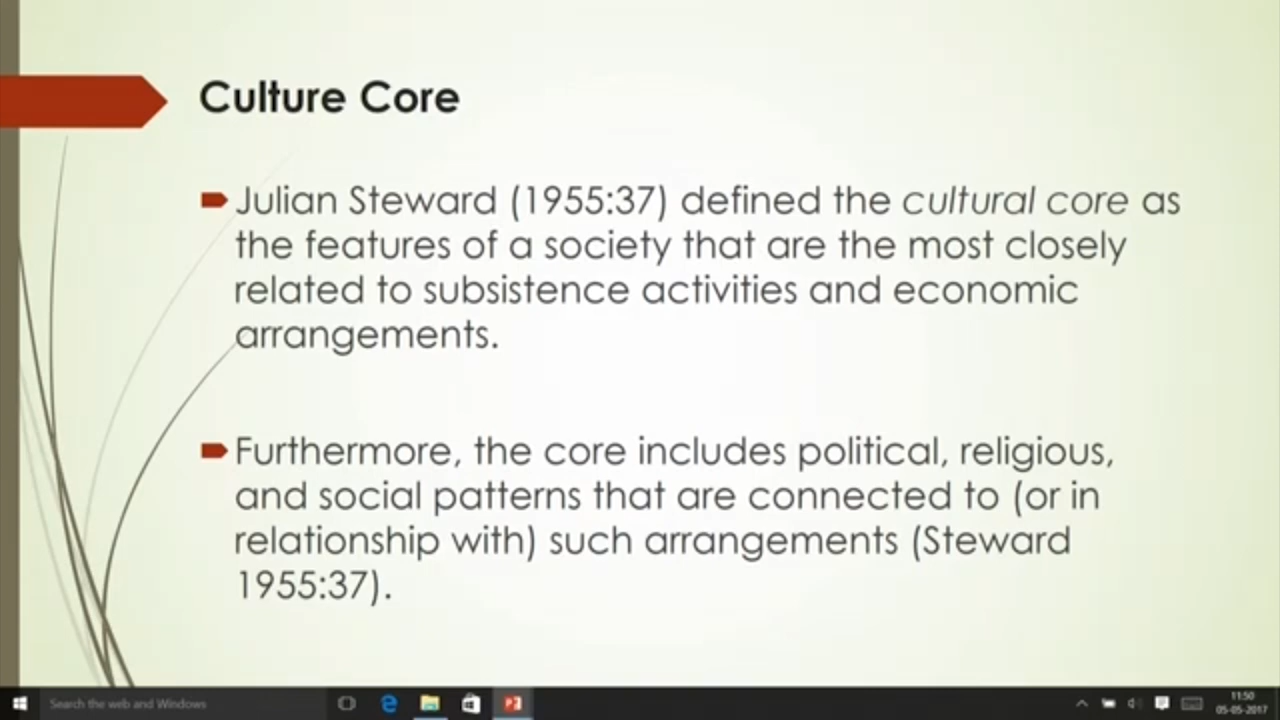 Culture Core
Julian Steward (1955:37) defined the cultural core as
the features of a society that are the most closely
related to subsistence activities and economic
arrangements.
Furthermore, the core includes political, religious,
and social patterns that are connected to (or in
relationship with) such arrangements (Steward
1955:37).
Search the web and Windows
11:50
05-05-2017